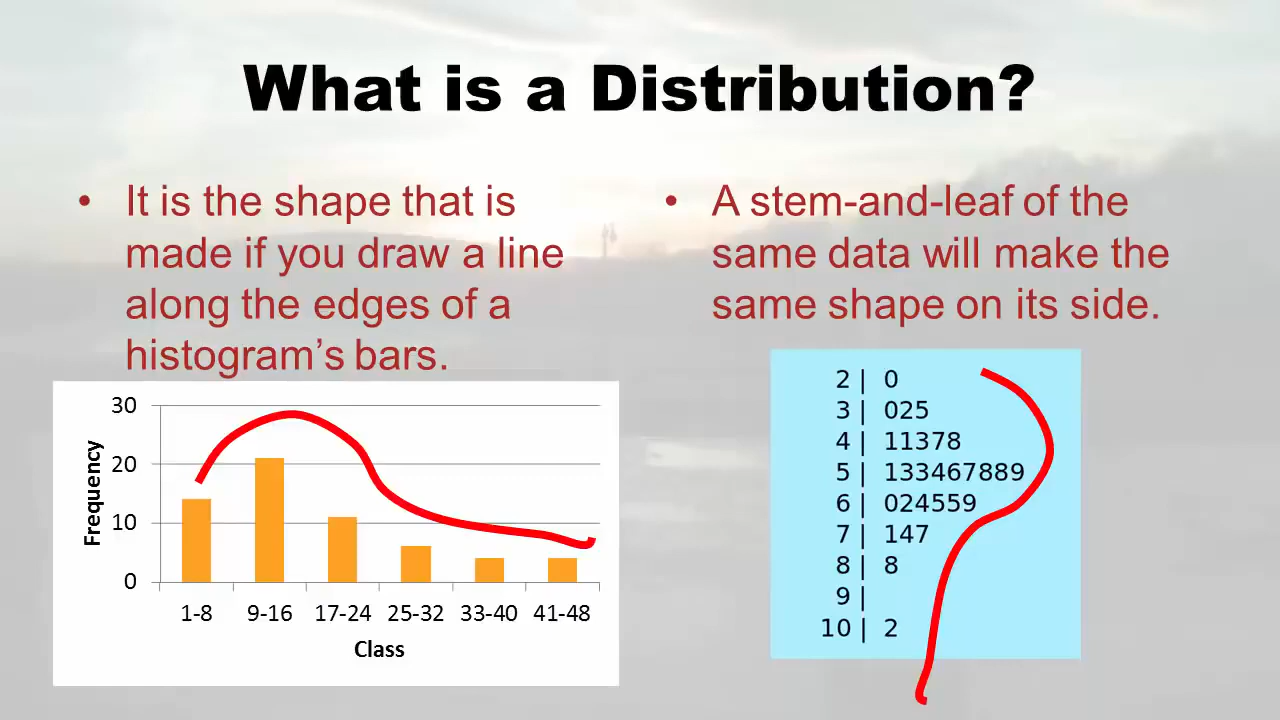 What is a Distribution?
• It is the shape that is
made if you draw a line
along the edges of a
histogram’s bars.
30
20
10
0
Frequency
1-8 9-16 17-24 25-32 33-40 41-48
Class
• A stem-and-leaf of the
same data will make the
same shape on its side.
2 | 0
3 | 025
4 | 11378
5 | 133467889
6 | 024559
7 | 147
8 | 8
9 |
10 | 2